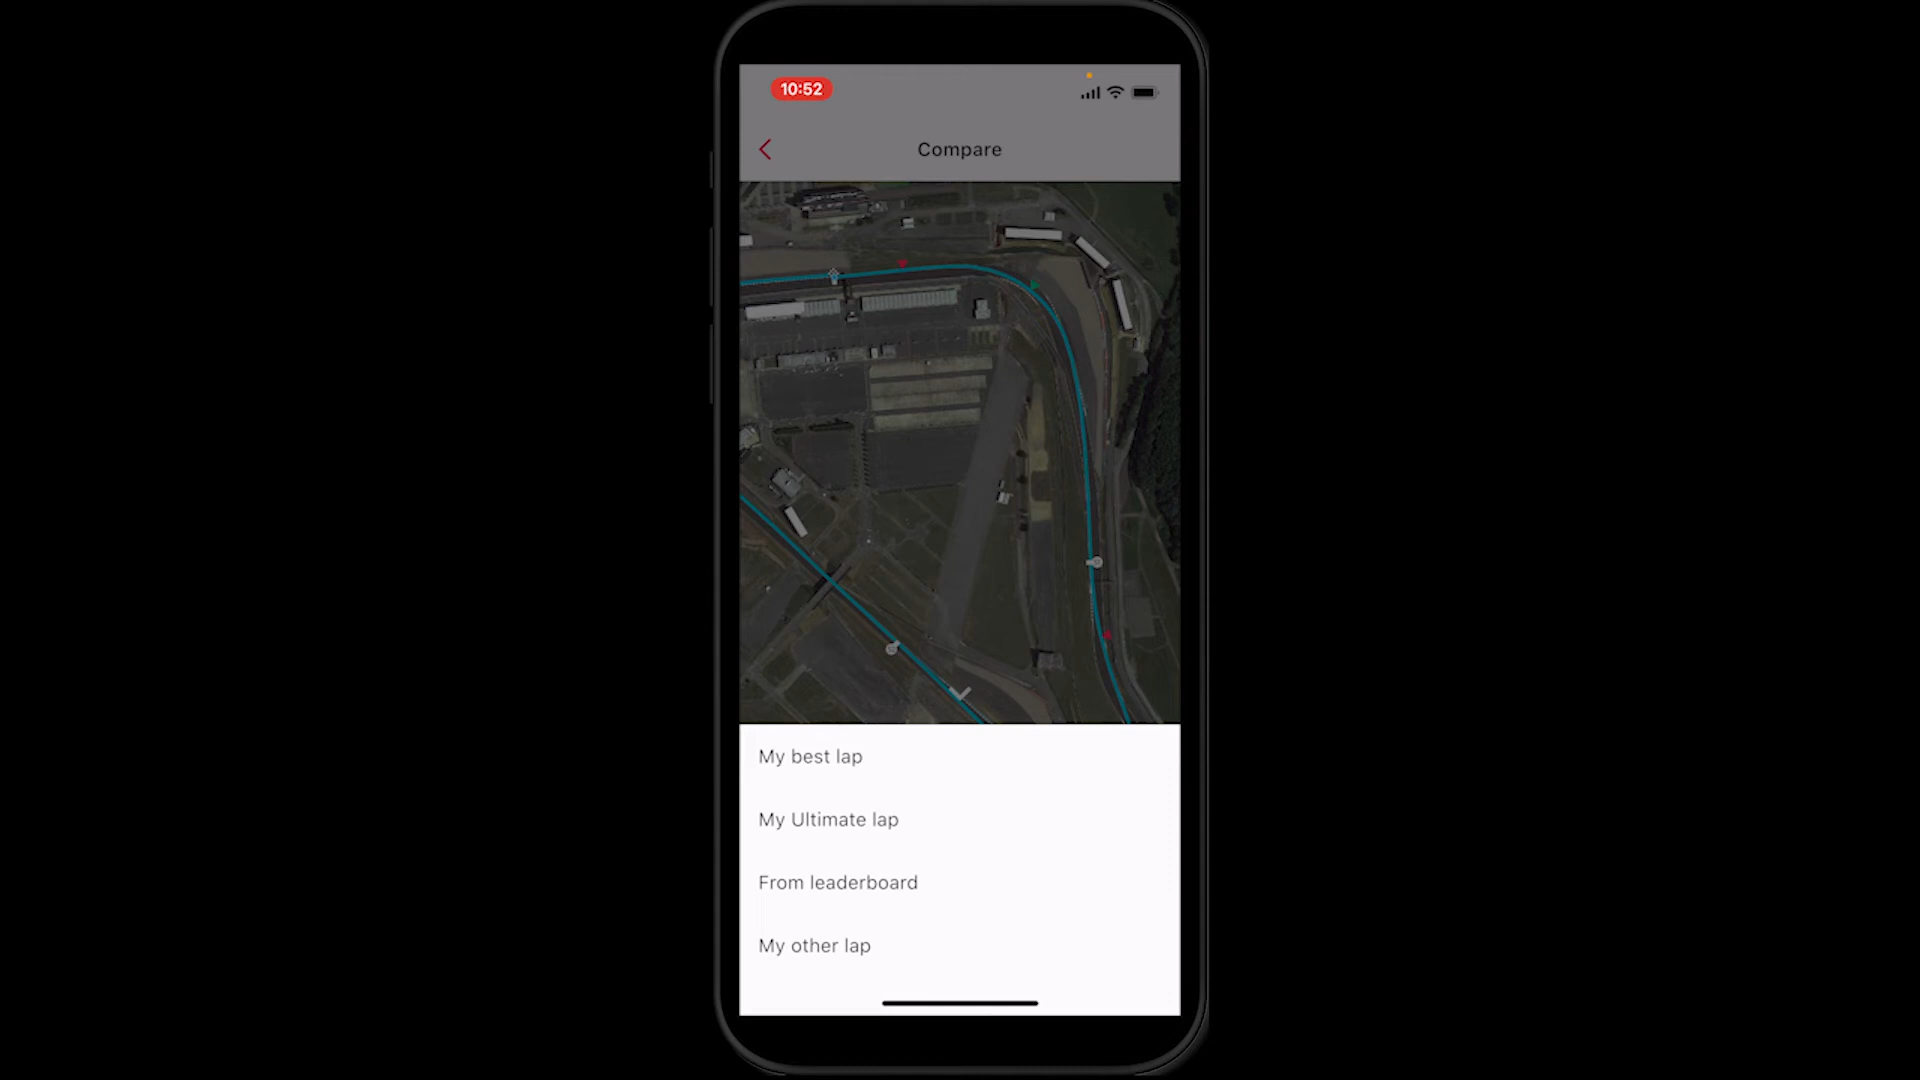 10:52
Compare
My best lap
My Ultimate lap
From leaderboard
My other lap